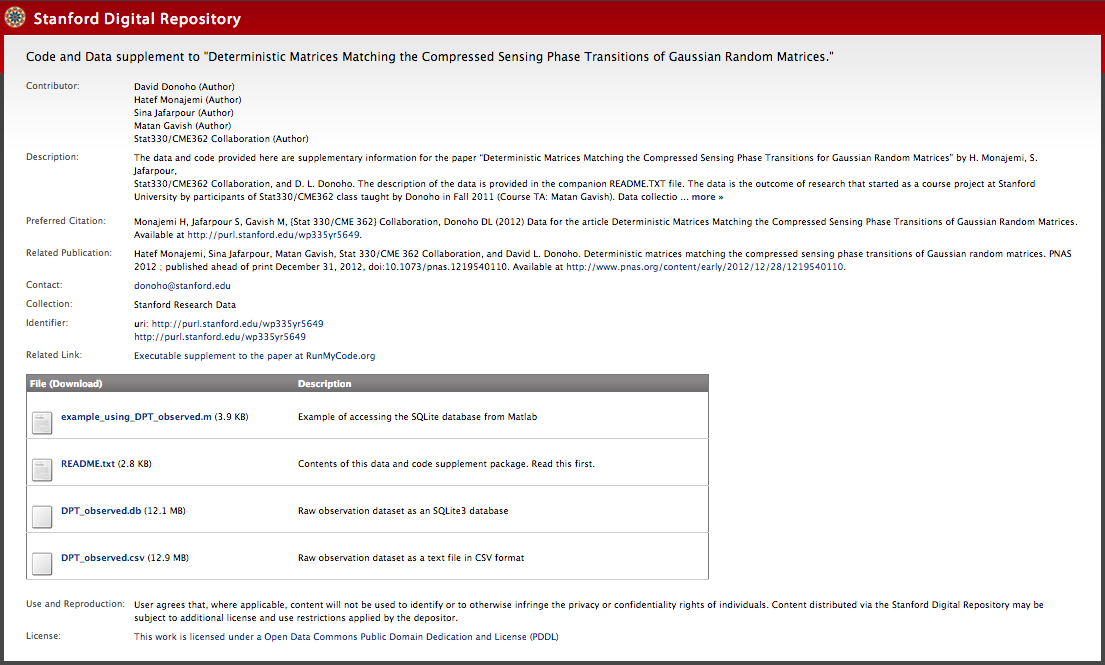 Stanford Digital Repository
Code and Data supplement to "Deterministic Matrices Matching the Compressed Sensing Phase Transitions of Gaussian Random Matrices."
Contributor:
David Donoho (Author)
Hatef Monajemi (Author)
Sina Jafarpour (Author)
Matan Gavish (Author)
Stat330/CME362 Collaboration (Author)
Description:
The data and code provided here are supplementary information for the paper "Deterministic Matrices Matching the Compressed Sensing Phase Transitions for Gaussian Random Matrices" by H. Monajemi, S.
Jafarpour,
Stat330/CME362 Collaboration, and D. L. Donoho. The description of the data is provided in the companion README.TXT file. The data is the outcome of research that started as a course project at Stanford
University by participants of Stat330/CME362 class taught by Donoho in Fall 2011 (Course TA: Matan Gavish). Data collectio ... more »
Preferred Citation:
Monajemi H, Jafarpour S, Gavish M, {Stat 330/CME 362} Collaboration, Donoho DL (2012) Data for the article Deterministic Matrices Matching the Compressed Sensing Phase Transitions of Gaussian Random Matrices.
Available at http://purl.stanford.edu/wp335yr5649.
Related Publication:
Hatef Monajemi, Sina Jafarpour, Matan Gavish, Stat 330/CME 362 Collaboration, and David L. Donoho. Deterministic matrices matching the compressed sensing phase transitions of Gaussian random matrices. PNAS
2012 ; published ahead of print December 31, 2012, doi:10.1073/pnas.1219540110. Available at http://www.pnas.org/content/early/2012/12/28/1219540110.
Contact:
donoho@stanford.edu
Collection:
Stanford Research Data
Identifier:
uri: http://purl.stanford.edu/wp335yr5649
http://purl.stanford.edu/wp335yr5649
Related Link:
Executable supplement to the paper at RunMyCode.org
File (Download) Description
example_using_DPT_observed.m (3.9 KB) Example of accessing the SQLite database from Matlab
README.txt (2.8 KB) Contents of this data and code supplement package. Read this first.
DPT_observed.db (12.1 MB) Raw observation dataset as an SQLite3 database
DPT_observed.csv (12.9 MB) Raw observation dataset as a text file in CSV format
Use and Reproduction:
User agrees that, where applicable, content will not be used to identify or to otherwise infringe the privacy or confidentiality rights of individuals. Content distributed via the Stanford Digital Repository may be
subject to additional license and use restrictions applied by the depositor.
License:
This work is licensed under a Open Data Commons Public Domain Dedication and License (PDDL)